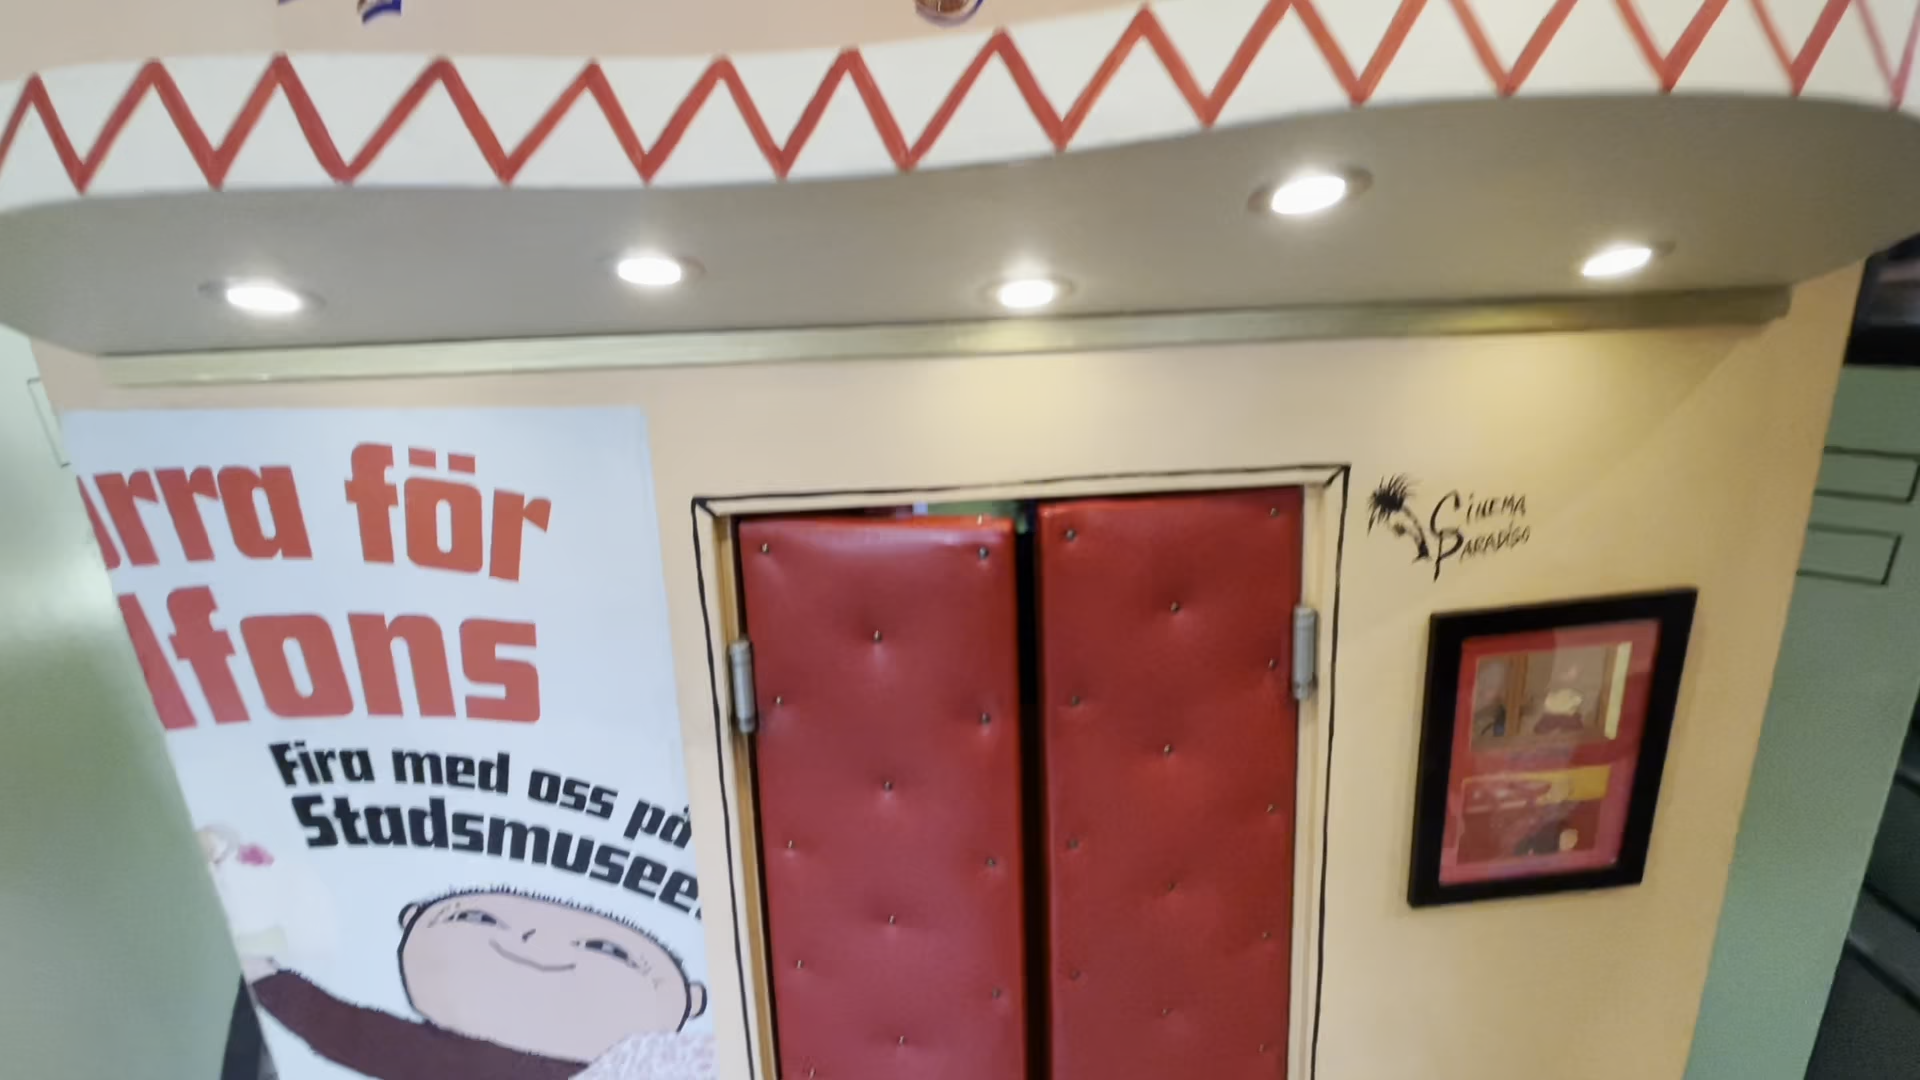 rra för
lfons
Fira med oss på
Stadsmusee
Cinema
Paradiso